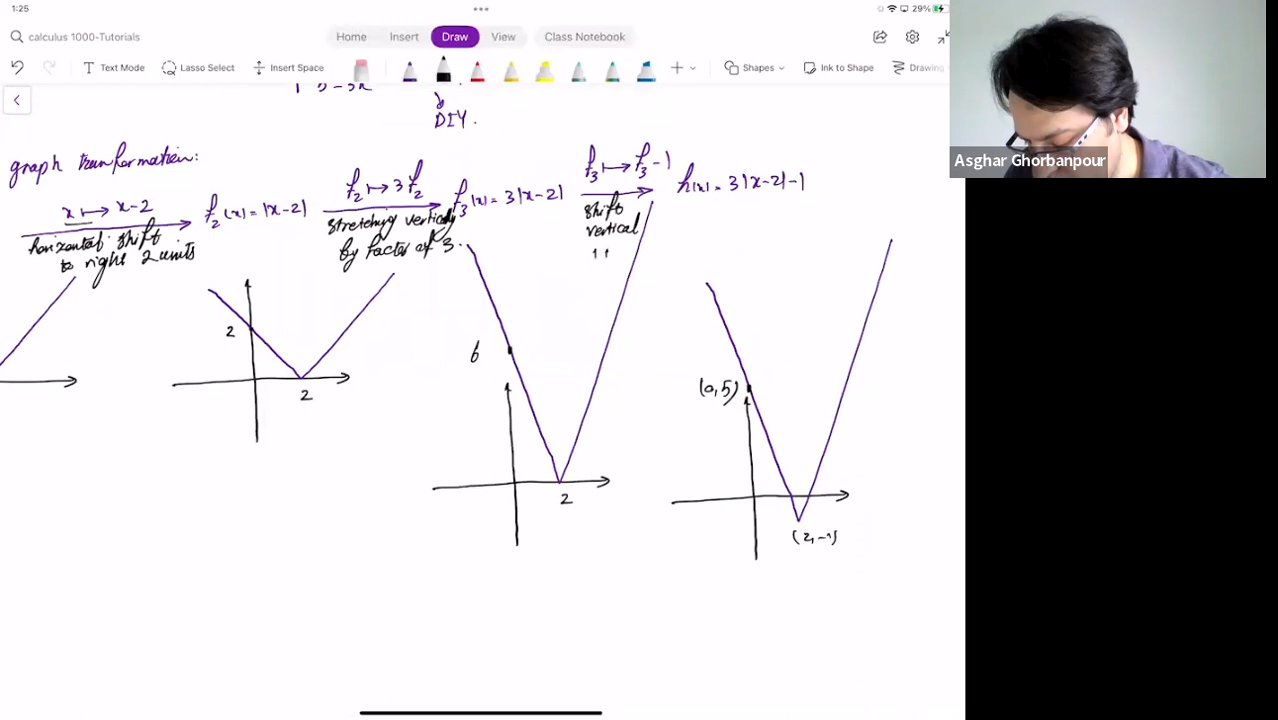 1:25
29%
calculus 1000-Tutorials
Home
Insert
Draw
View
Class Notebook
Text Mode
Lasso Select
Insert Space
Shapes
Ink to Shape
Drawing
Asghar Ghorbanpour
DIY.
graph transformation:
x ↦ x-2
horizontal shift
to right 2 units
f₂(x) = |x-2|
f₂ ↦ 3f₂
stretching vertically
by factor of 3.
f₃(x) = 3|x-2|
f₃ ↦ f₃-1
shift
vertical
h(x) = 3|x-2|-1
2
2
6
2
(0,5)
(2,-1)